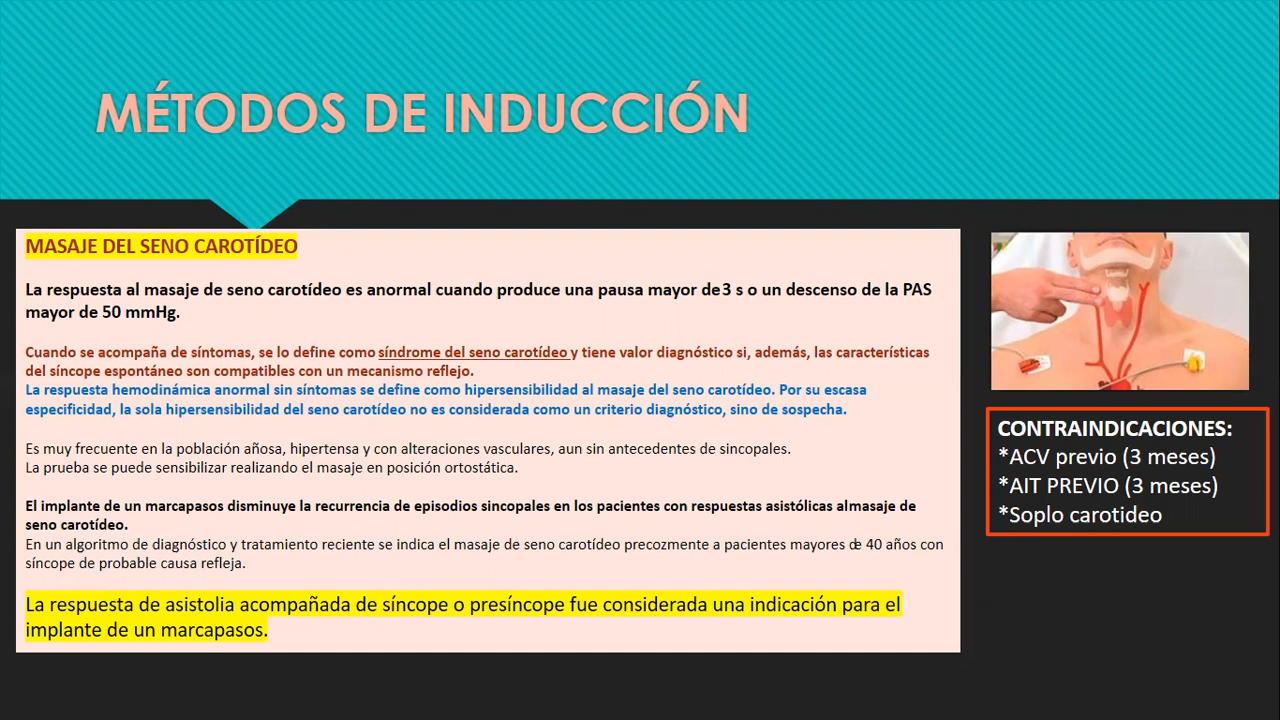 MÉTODOS DE INDUCCIÓN
MASAJE DEL SENO CAROTÍDEO
La respuesta al masaje de seno carotídeo es anormal cuando produce una pausa mayor de 3 s o un descenso de la PAS
mayor de 50 mmHg.
Cuando se acompaña de síntomas, se lo define como síndrome del seno carotídeo y tiene valor diagnóstico si, además, las características
del síncope espontáneo son compatibles con un mecanismo reflejo.
La respuesta hemodinámica anormal sin síntomas se define como hipersensibilidad al masaje del seno carotídeo. Por su escasa
especificidad, la sola hipersensibilidad del seno carotídeo no es considerada como un criterio diagnóstico, sino de sospecha.
Es muy frecuente en la población añosa, hipertensa y con alteraciones vasculares, aun sin antecedentes de sincopales.
La prueba se puede sensibilizar realizando el masaje en posición ortostática.
El implante de un marcapasos disminuye la recurrencia de episodios sincopales en los pacientes con respuestas asistólicas al masaje de
seno carotídeo.
En un algoritmo de diagnóstico y tratamiento reciente se indica el masaje de seno carotídeo precozmente a pacientes mayores de 40 años con
síncope de probable causa refleja.
La respuesta de asistolia acompañada de síncope o presíncope fue considerada una indicación para el
implante de un marcapasos.
CONTRAINDICACIONES:
*ACV previo (3 meses)
*AIT PREVIO (3 meses)
*Soplo carotideo